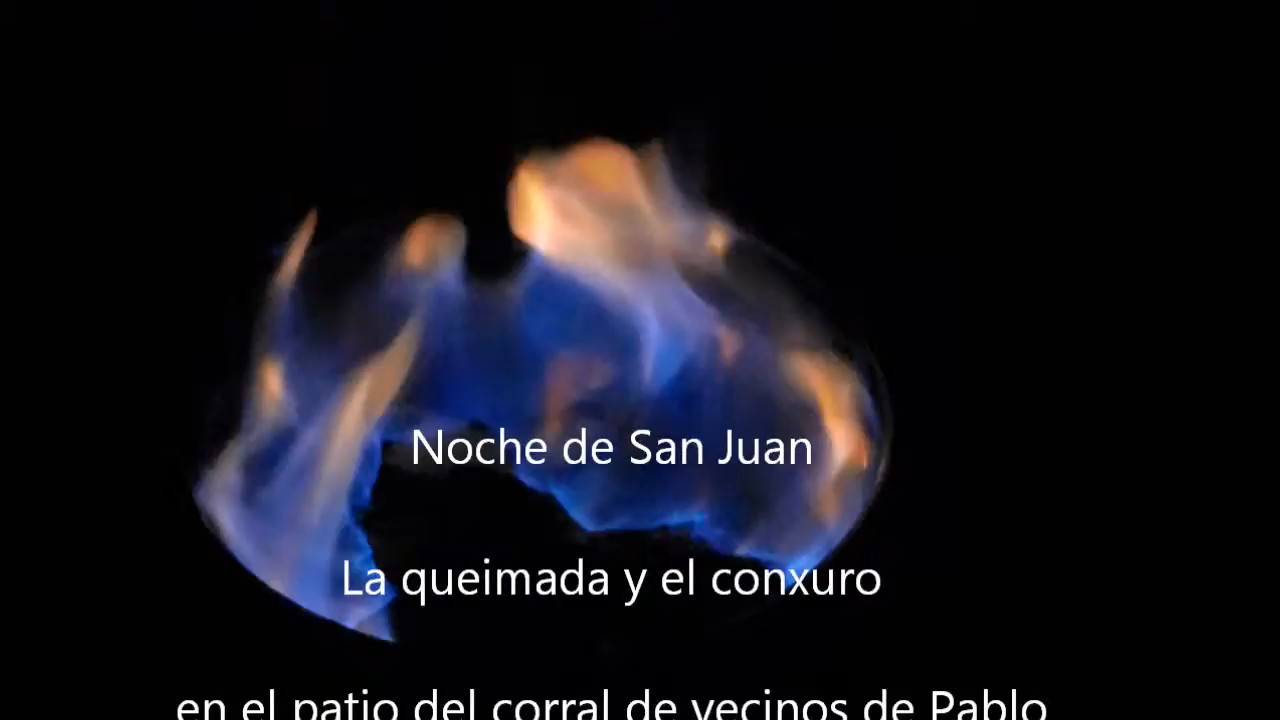 Noche de San Juan
La queimada y el conxuro
en el patio del corral de vecinos de Pablo